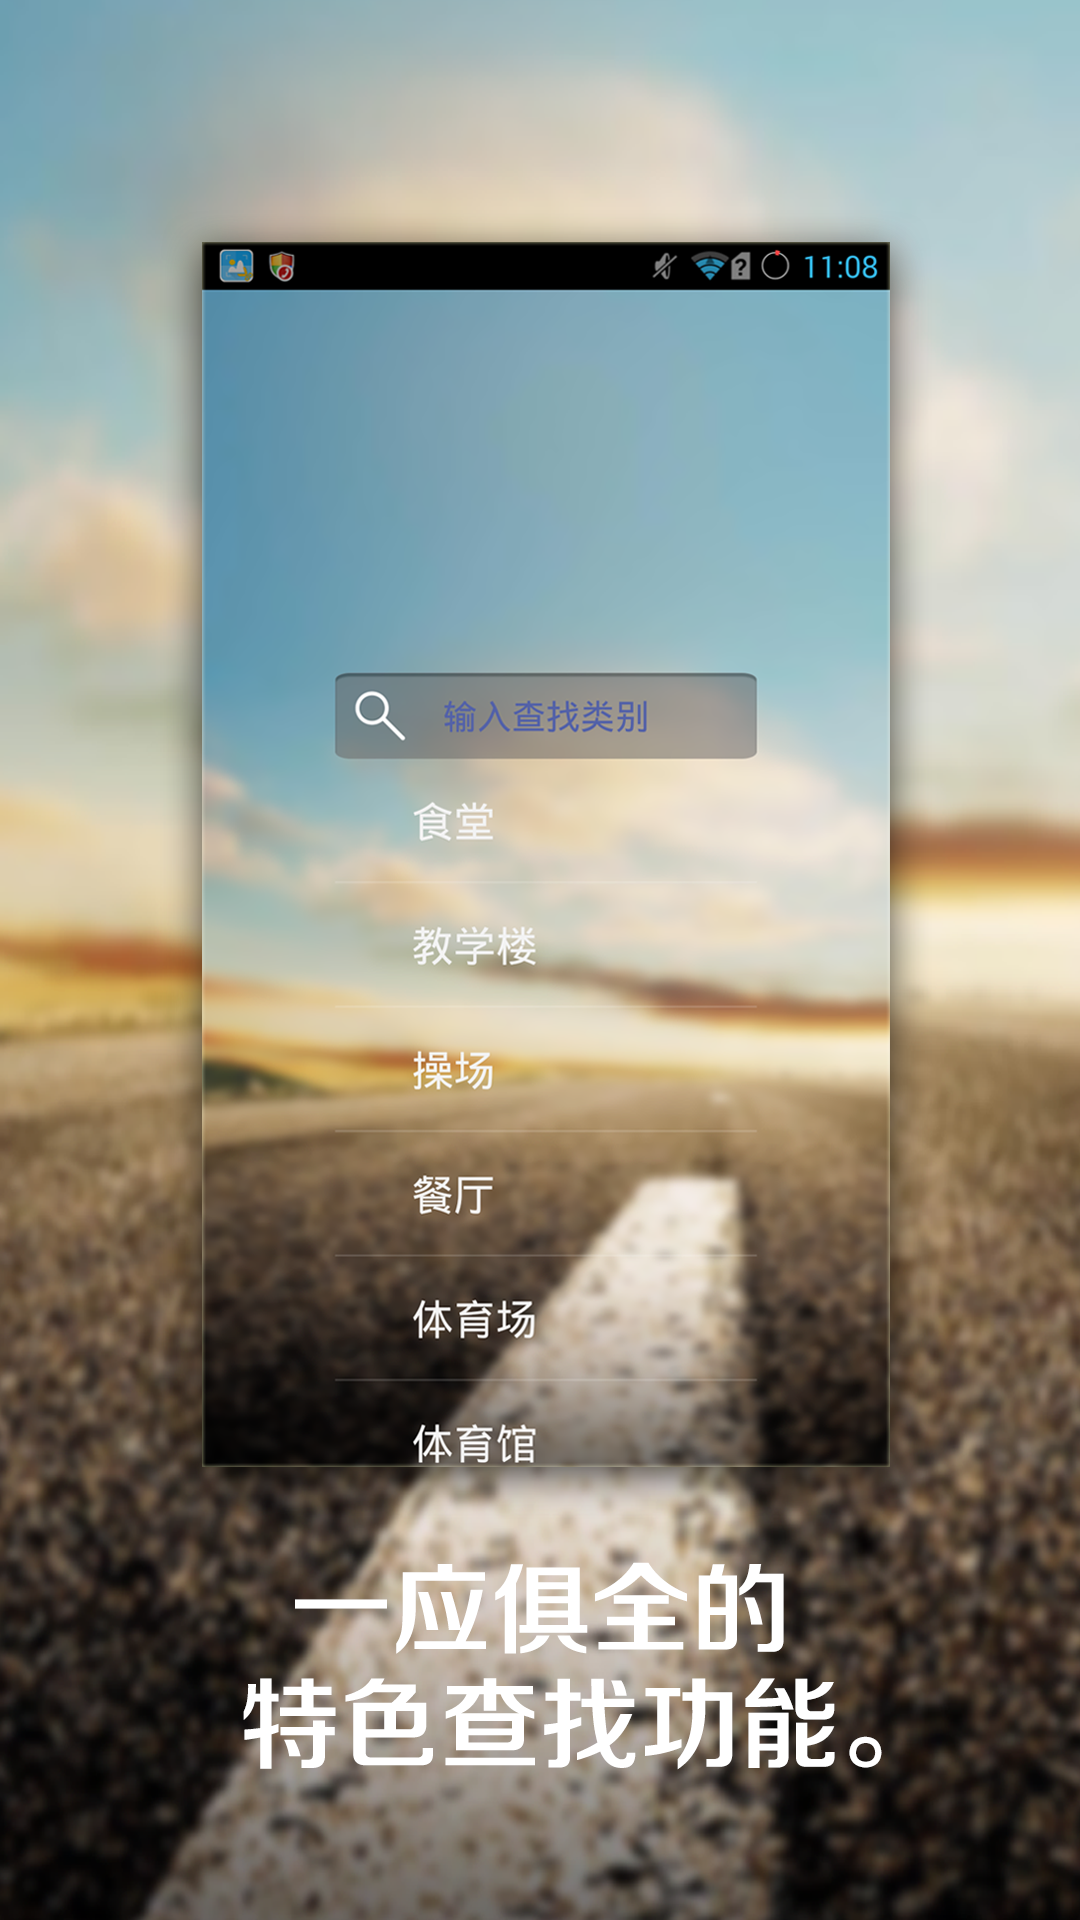 11:08
输入查找类别
食堂
教学楼
操场
餐厅
体育场
体育馆
一应俱全的
特色查找功能。